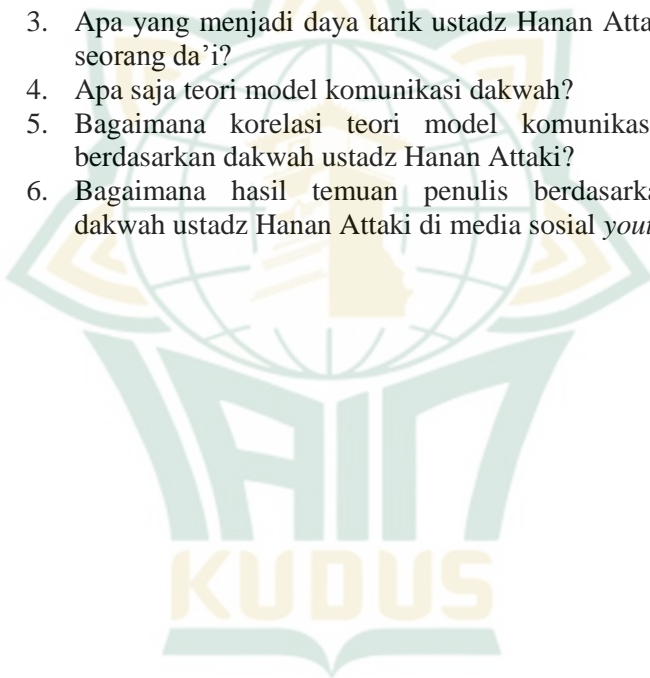 3. Apa yang menjadi daya tarik ustadz Hanan Atta
seorang da’i?
4. Apa saja teori model komunikasi dakwah?
5. Bagaimana korelasi teori model komunikas
berdasarkan dakwah ustadz Hanan Attaki?
6. Bagaimana hasil temuan penulis berdasarka
dakwah ustadz Hanan Attaki di media sosial yout
IAIN
KUDUS